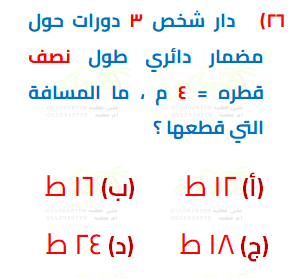 ٢٦) دار شخص ٣ دورات حول
مضمار دائري طول نصف
قطره = ٤ م ، ما المسافة
التي قطعها ؟
(أ) ١٢ ط (ب) ١٦ ط
(ج) ١٨ ط (د) ٢٤ ط